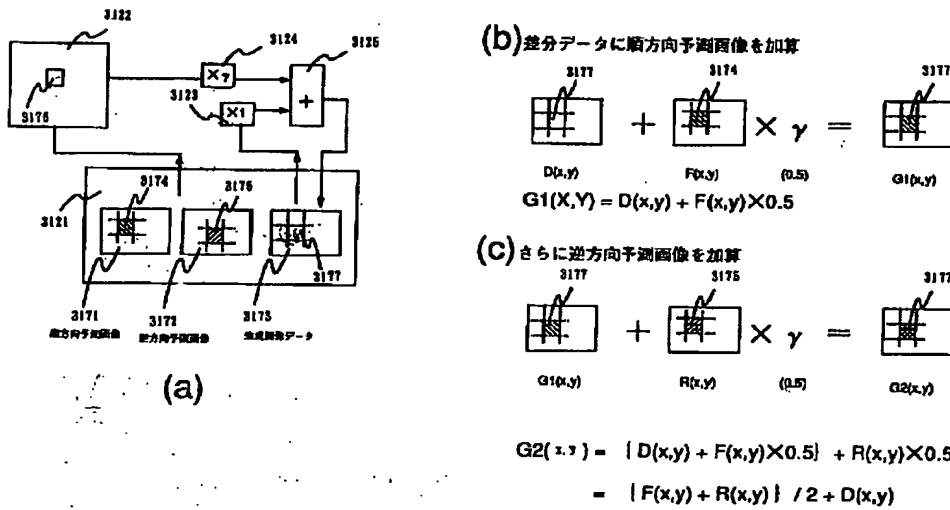 3122
3124
3125
×γ
3123
×1
+
3176
3174
3175
3121
3177
3171
3172
3173
順方向予測画像
逆方向予測画像
生成画像データ
(a)
(b)差分データに順方向予測画像を加算
3177
3174
3177
+
× γ =
D(x,y)
F(x,y)
(0.5)
G1(x,y)
G1(X,Y) = D(x,y) + F(x,y)×0.5
(c)さらに逆方向予測画像を加算
3177
3175
3177
+
× γ =
G1(x,y)
R(x,y)
(0.5)
G2(x,y)
G2(x,y) = {D(x,y) + F(x,y)×0.5} + R(x,y)×0.5
= {F(x,y) + R(x,y)} / 2 + D(x,y)